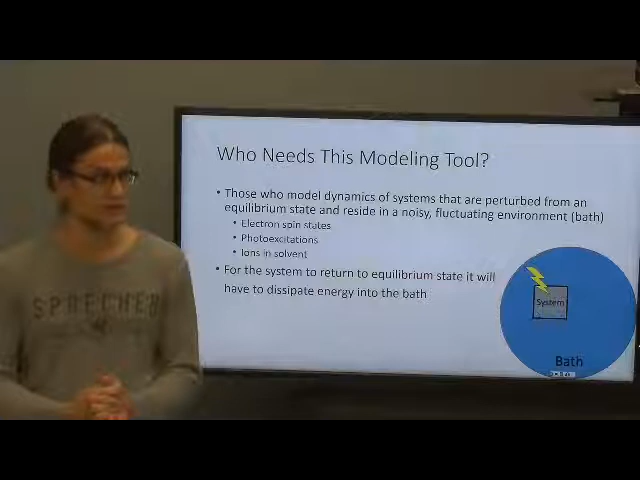 Who Needs This Modeling Tool?
• Those who model dynamics of systems that are perturbed from an
equilibrium state and reside in a noisy, fluctuating environment (bath)
• Electron spin states
• Photoexcitations
• Ions in solvent
• For the system to return to equilibrium state it will
have to dissipate energy into the bath
System
Bath
SPRECHER